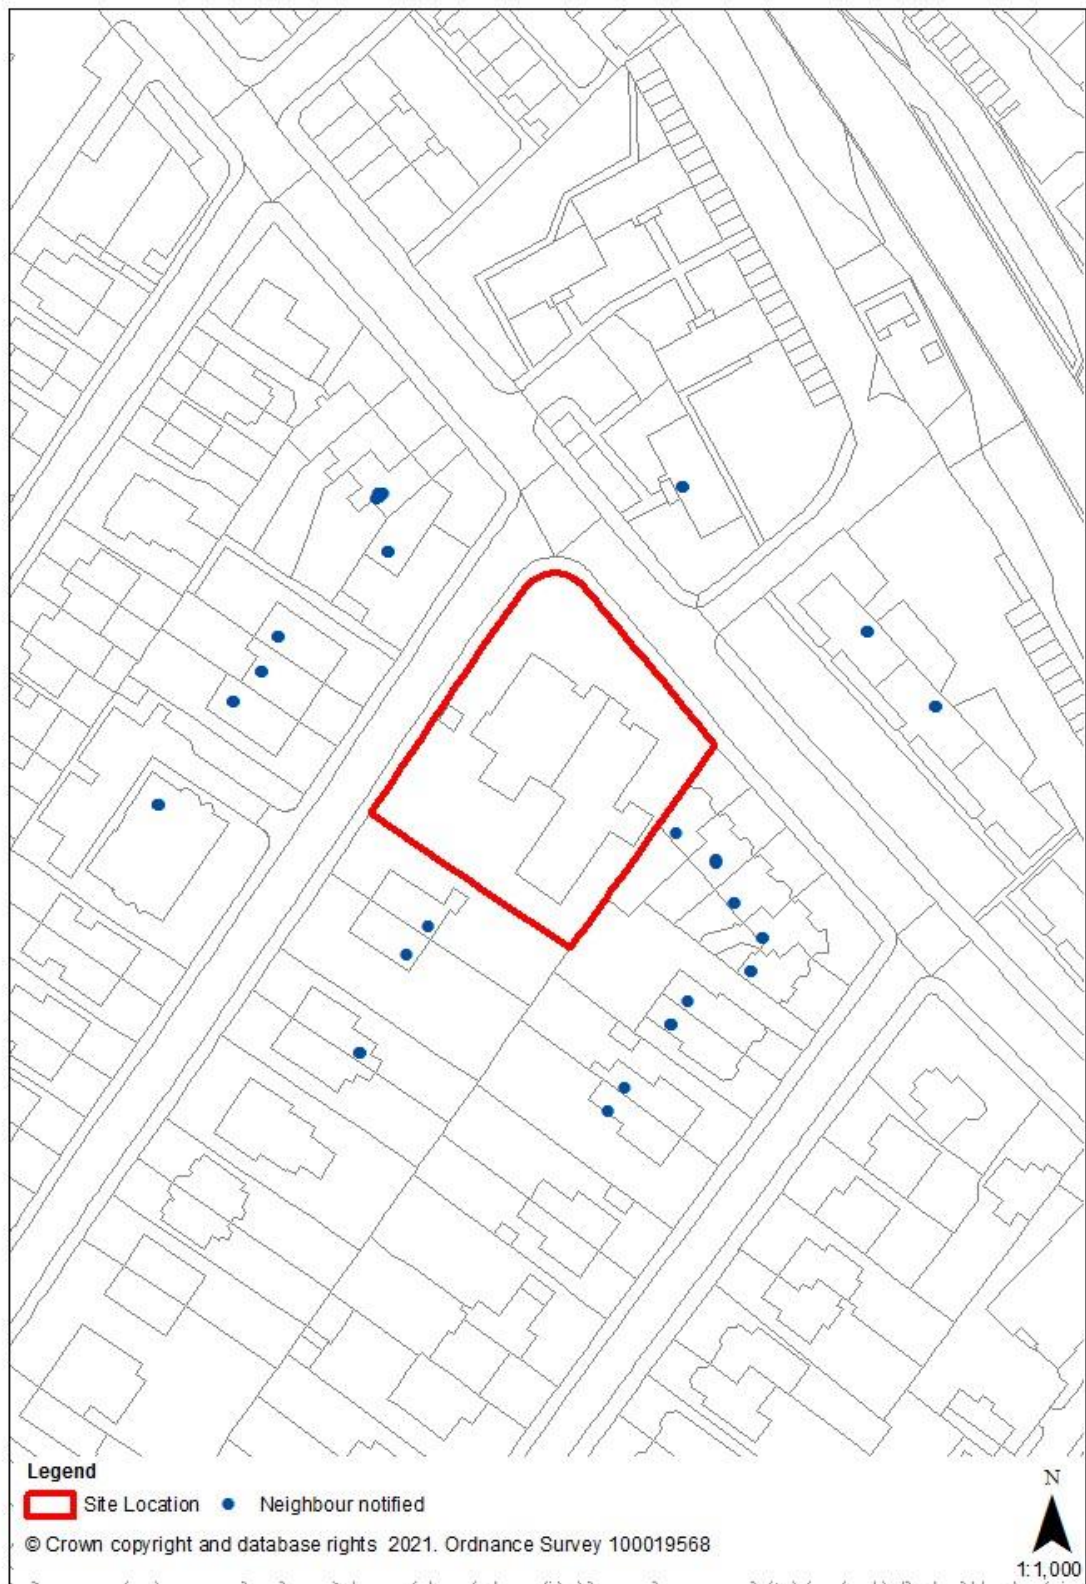 Legend
Site Location Neighbour notified
© Crown copyright and database rights 2021. Ordnance Survey 100019568
N
1:1,000